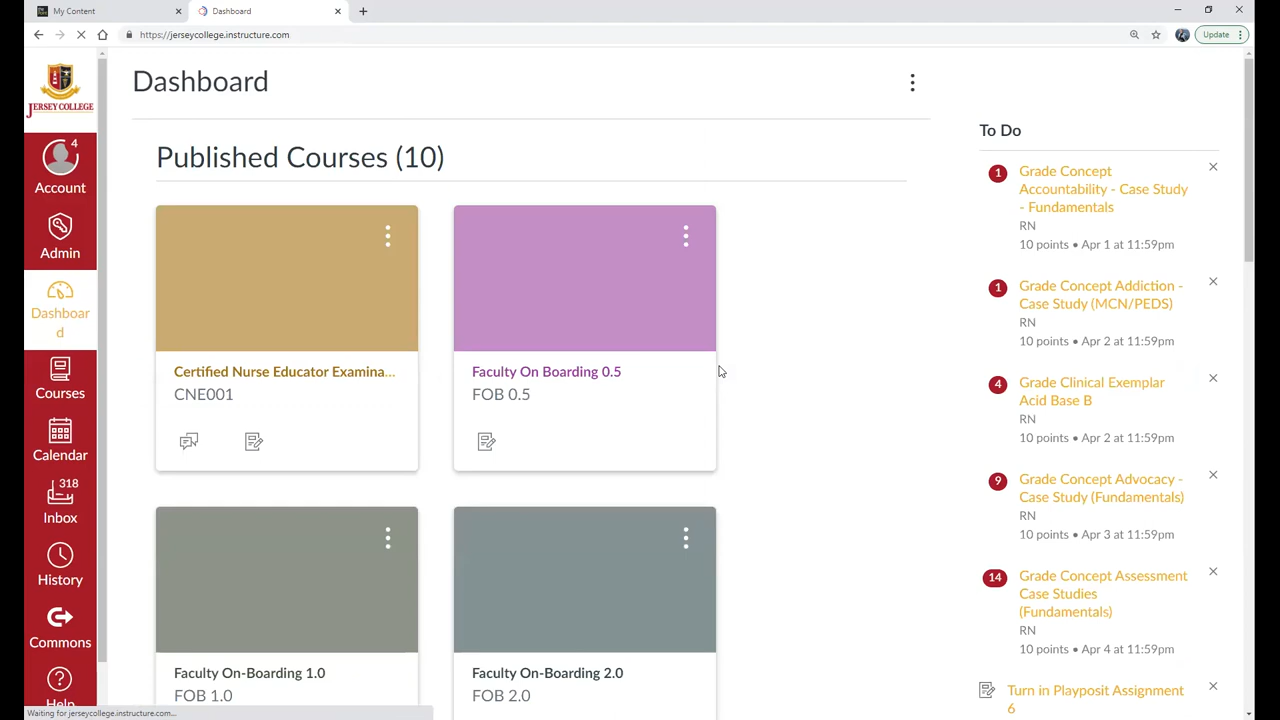 My Content
Dashboard
https://jerseycollege.instructure.com
Update
JERSEY COLLEGE
4
Account
Admin
Dashboar
d
Courses
Calendar
318
Inbox
History
Commons
Help
Dashboard
Published Courses (10)
Certified Nurse Educator Examina...
CNE001
Faculty On Boarding 0.5
FOB 0.5
Faculty On-Boarding 1.0
FOB 1.0
Faculty On-Boarding 2.0
FOB 2.0
To Do
1
Grade Concept
Accountability - Case Study
- Fundamentals
RN
10 points • Apr 1 at 11:59pm
1
Grade Concept Addiction -
Case Study (MCN/PEDS)
RN
10 points • Apr 2 at 11:59pm
4
Grade Clinical Exemplar
Acid Base B
RN
10 points • Apr 2 at 11:59pm
9
Grade Concept Advocacy -
Case Study (Fundamentals)
RN
10 points • Apr 3 at 11:59pm
14
Grade Concept Assessment
Case Studies
(Fundamentals)
RN
10 points • Apr 4 at 11:59pm
Turn in Playposit Assignment
6
Waiting for jerseycollege.instructure.com...